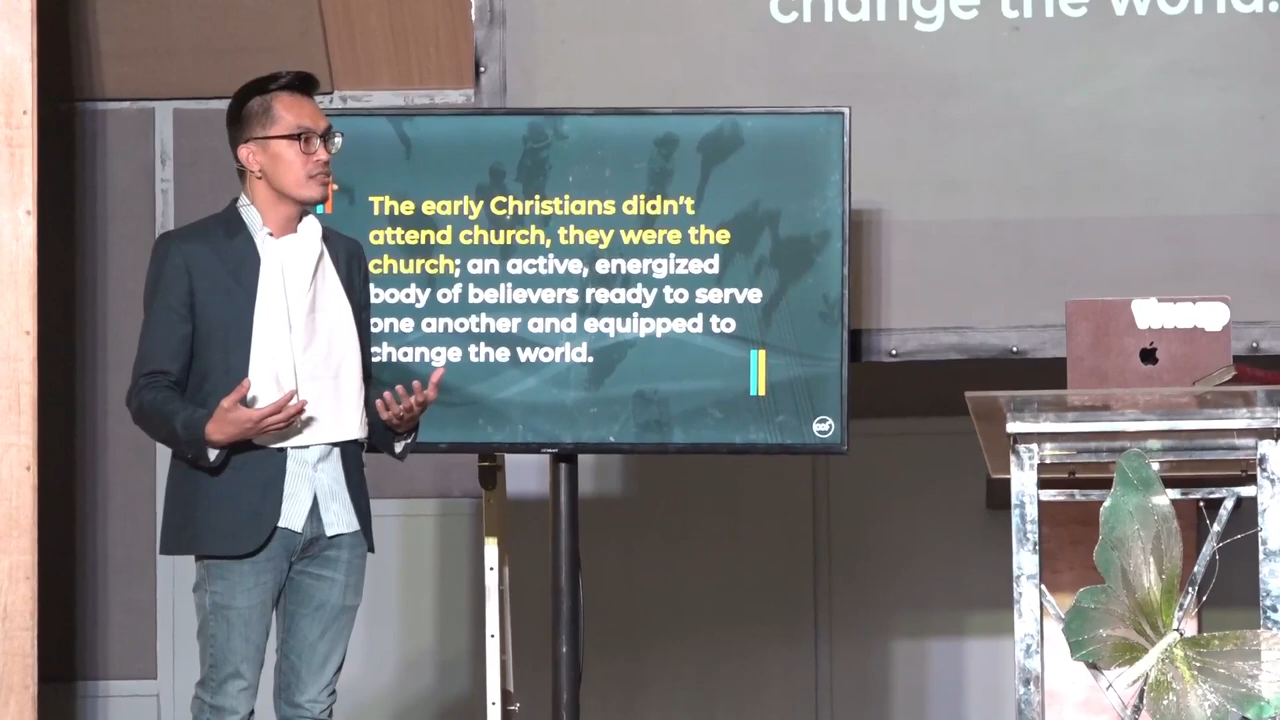 change the world.
The early Christians didn't
attend church, they were the
church; an active, energized
body of believers ready to serve
one another and equipped to
change the world.